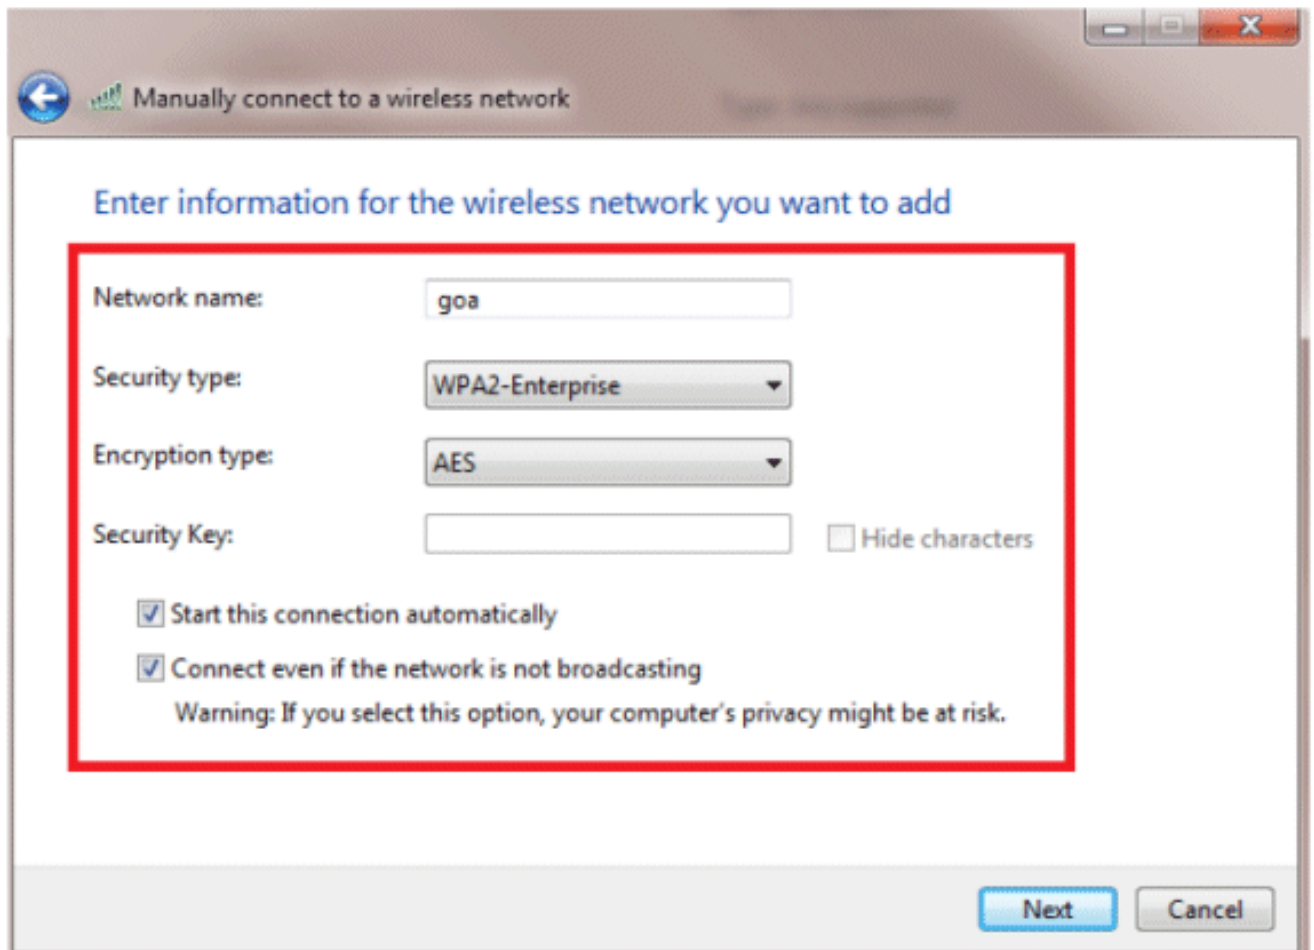 Manually connect to a wireless network
Enter information for the wireless network you want to add
Network name:
goa
Security type:
WPA2-Enterprise
Encryption type:
AES
Security Key:
Hide characters
Start this connection automatically
Connect even if the network is not broadcasting
Warning: If you select this option, your computer's privacy might be at risk.
Next
Cancel